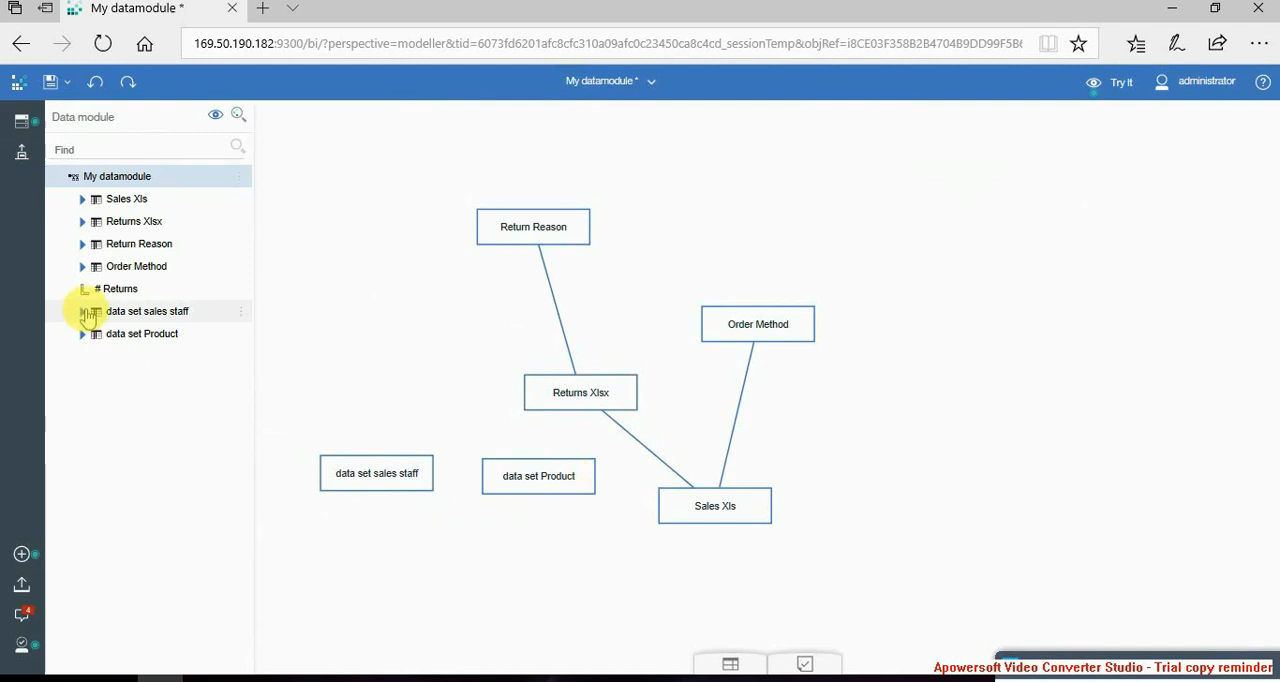 My datamodule *
169.50.190.182:9300/bi/?perspective=modeller&tid=6073fd6201afc8cfc310a09afc0c23450ca8c4cd_sessionTemp&objRef=i8CE03F358B2B4704B9DD99F5B6
My datamodule *
Try It
administrator
Data module
Find
My datamodule
Sales Xls
Returns Xlsx
Return Reason
Order Method
# Returns
data set sales staff
data set Product
Return Reason
Order Method
Returns Xlsx
data set sales staff
data set Product
Sales Xls
4
Apowersoft Video Converter Studio - Trial copy reminder